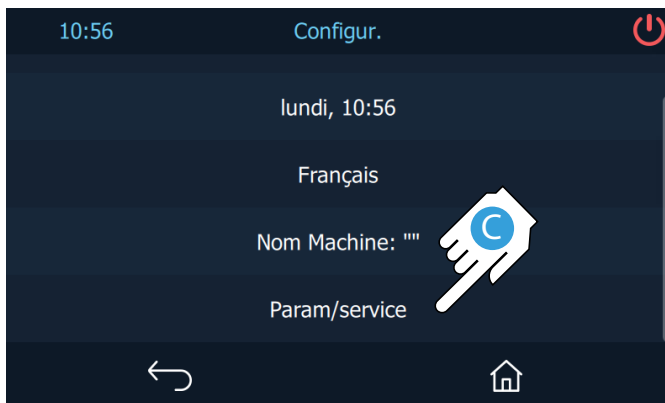 10:56
Configur.
lundi, 10:56
Français
Nom Machine: ""
C
Param/service